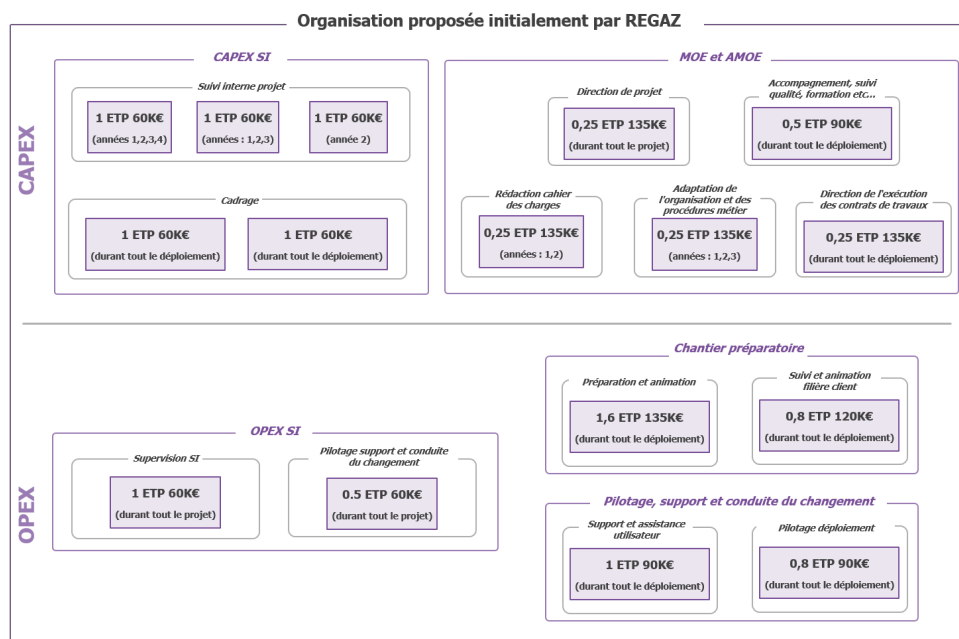 Organisation proposée initialement par REGAZ
CAPEX
CAPEX SI
Suivi interne projet
1 ETP 60K€
(années 1,2,3,4)
1 ETP 60K€
(années : 1,2,3)
1 ETP 60K€
(année 2)
Cadrage
1 ETP 60K€
(durant tout le déploiement)
1 ETP 60K€
(durant tout le déploiement)
MOE et AMOE
Direction de projet
0,25 ETP 135K€
(durant tout le projet)
Accompagnement, suivi
qualité, formation etc...
0,5 ETP 90K€
(durant tout le déploiement)
Rédaction cahier
des charges
0,25 ETP 135K€
(années : 1,2)
Adaptation de
l'organisation et des
procédures métier
0,25 ETP 135K€
(années : 1,2,3)
Direction de l'exécution
des contrats de travaux
0,25 ETP 135K€
(durant tout le déploiement)
OPEX
OPEX SI
Supervision SI
1 ETP 60K€
(durant tout le projet)
Pilotage support et conduite
du changement
0.5 ETP 60K€
(durant tout le projet)
Chantier préparatoire
Préparation et animation
1,6 ETP 135K€
(durant tout le déploiement)
Suivi et animation
filière client
0,8 ETP 120K€
(durant tout le déploiement)
Pilotage, support et conduite du changement
Support et assistance
utilisateur
1 ETP 90K€
(durant tout le déploiement)
Pilotage déploiement
0,8 ETP 90K€
(durant tout le déploiement)